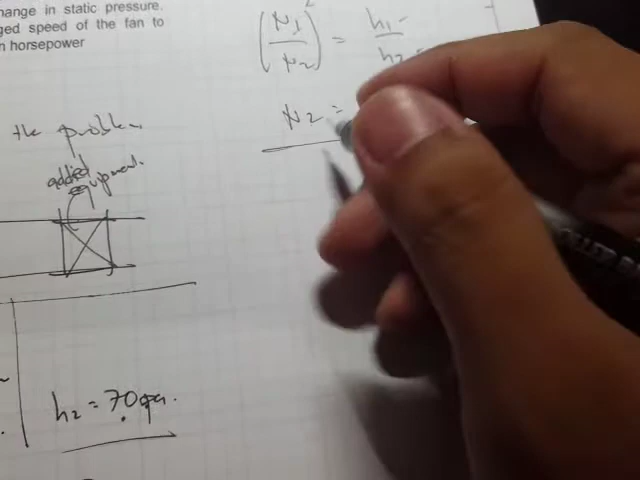 hange in static pressure.
ged speed of the fan to
n horsepower
(N1/N2)² = h1/h2
N2 =
the problem
added
equipment.
h2 = 70pa.